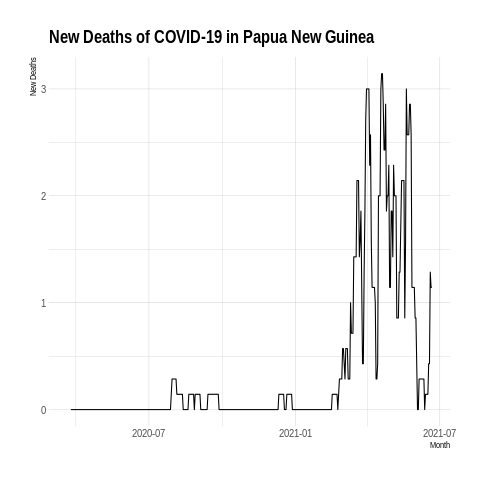 New Deaths of COVID-19 in Papua New Guinea
New Deaths
3
2
1
0
2020-07
2021-01
2021-07
Month